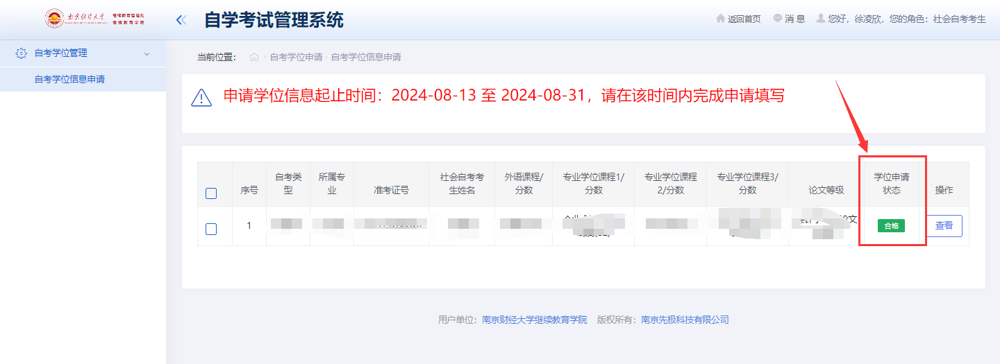 南京财经大学 继续教育管理处
继续教育学院
自学考试管理系统
返回首页 消 息 您好，徐凌欣，您的角色：社会自考考生
自考学位管理
自考学位信息申请
当前位置： 自考学位申请 自考学位信息申请
申请学位信息起止时间：2024-08-13 至 2024-08-31，请在该时间内完成申请填写
序号 自考类型 所属专业 准考证号 社会自考考生姓名 外语课程/分数 专业学位课程1/分数 专业学位课程2/分数 专业学位课程3/分数 论文等级 学位申请状态 操作
1 论文 合格 查看
用户单位：南京财经大学继续教育学院 版权所有：南京先极科技有限公司